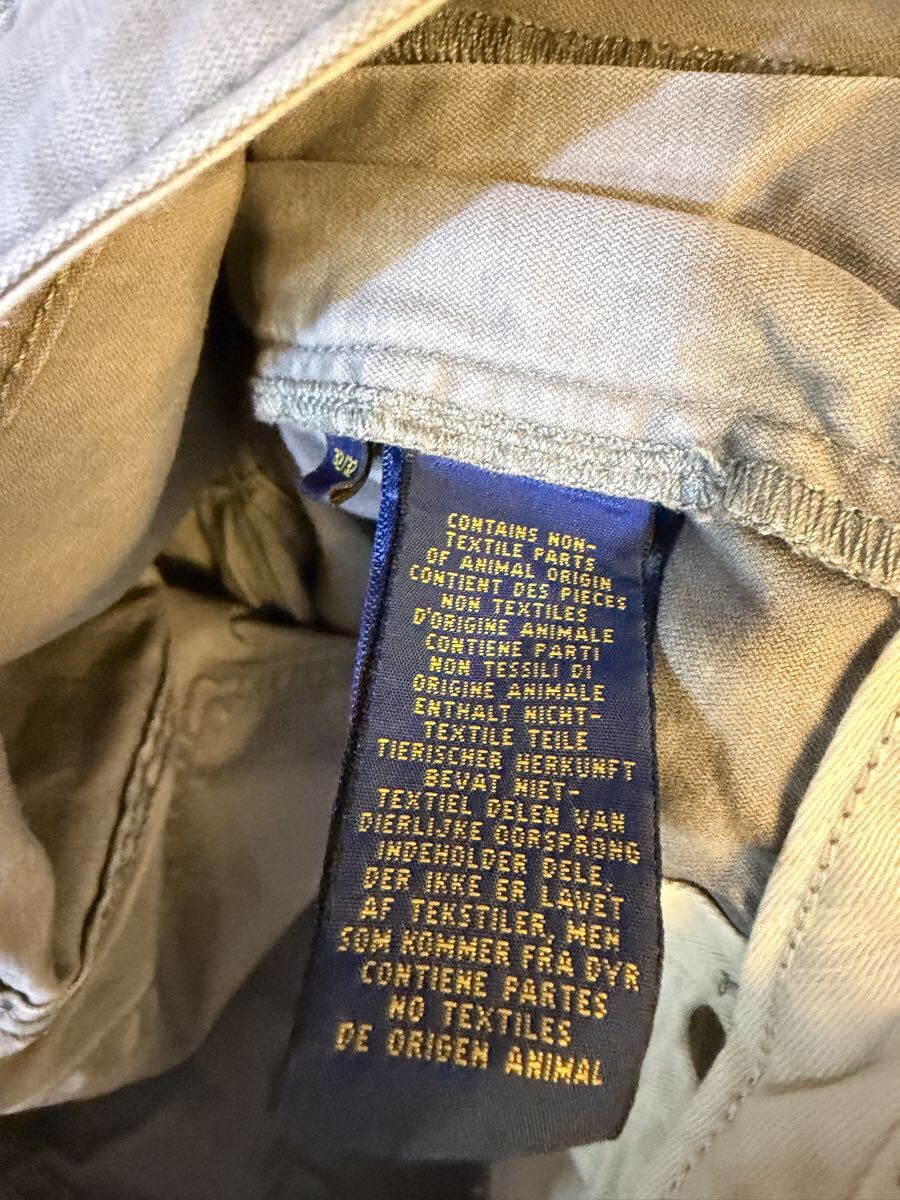 CONTAINS NON-
TEXTILE PARTS
OF ANIMAL ORIGIN
CONTIENT DES PIECES
NON TEXTILES
D'ORIGINE ANIMALE
CONTIENE PARTI
NON TESSILI DI
ORIGINE ANIMALE
ENTHALT NICHT-
TEXTILE TEILE
TIERISCHER HERKUNFT
BEVAT NIET-
TEXTIEL DELEN VAN
DIERLIJKE OORSPRONG
INDEHOLDER DELE,
DER IKKE ER LAVET
AF TEKSTILER, MEN
SOM KOMMER FRA DYR
CONTIENE PARTES
NO TEXTILES
DE ORIGEN ANIMAL